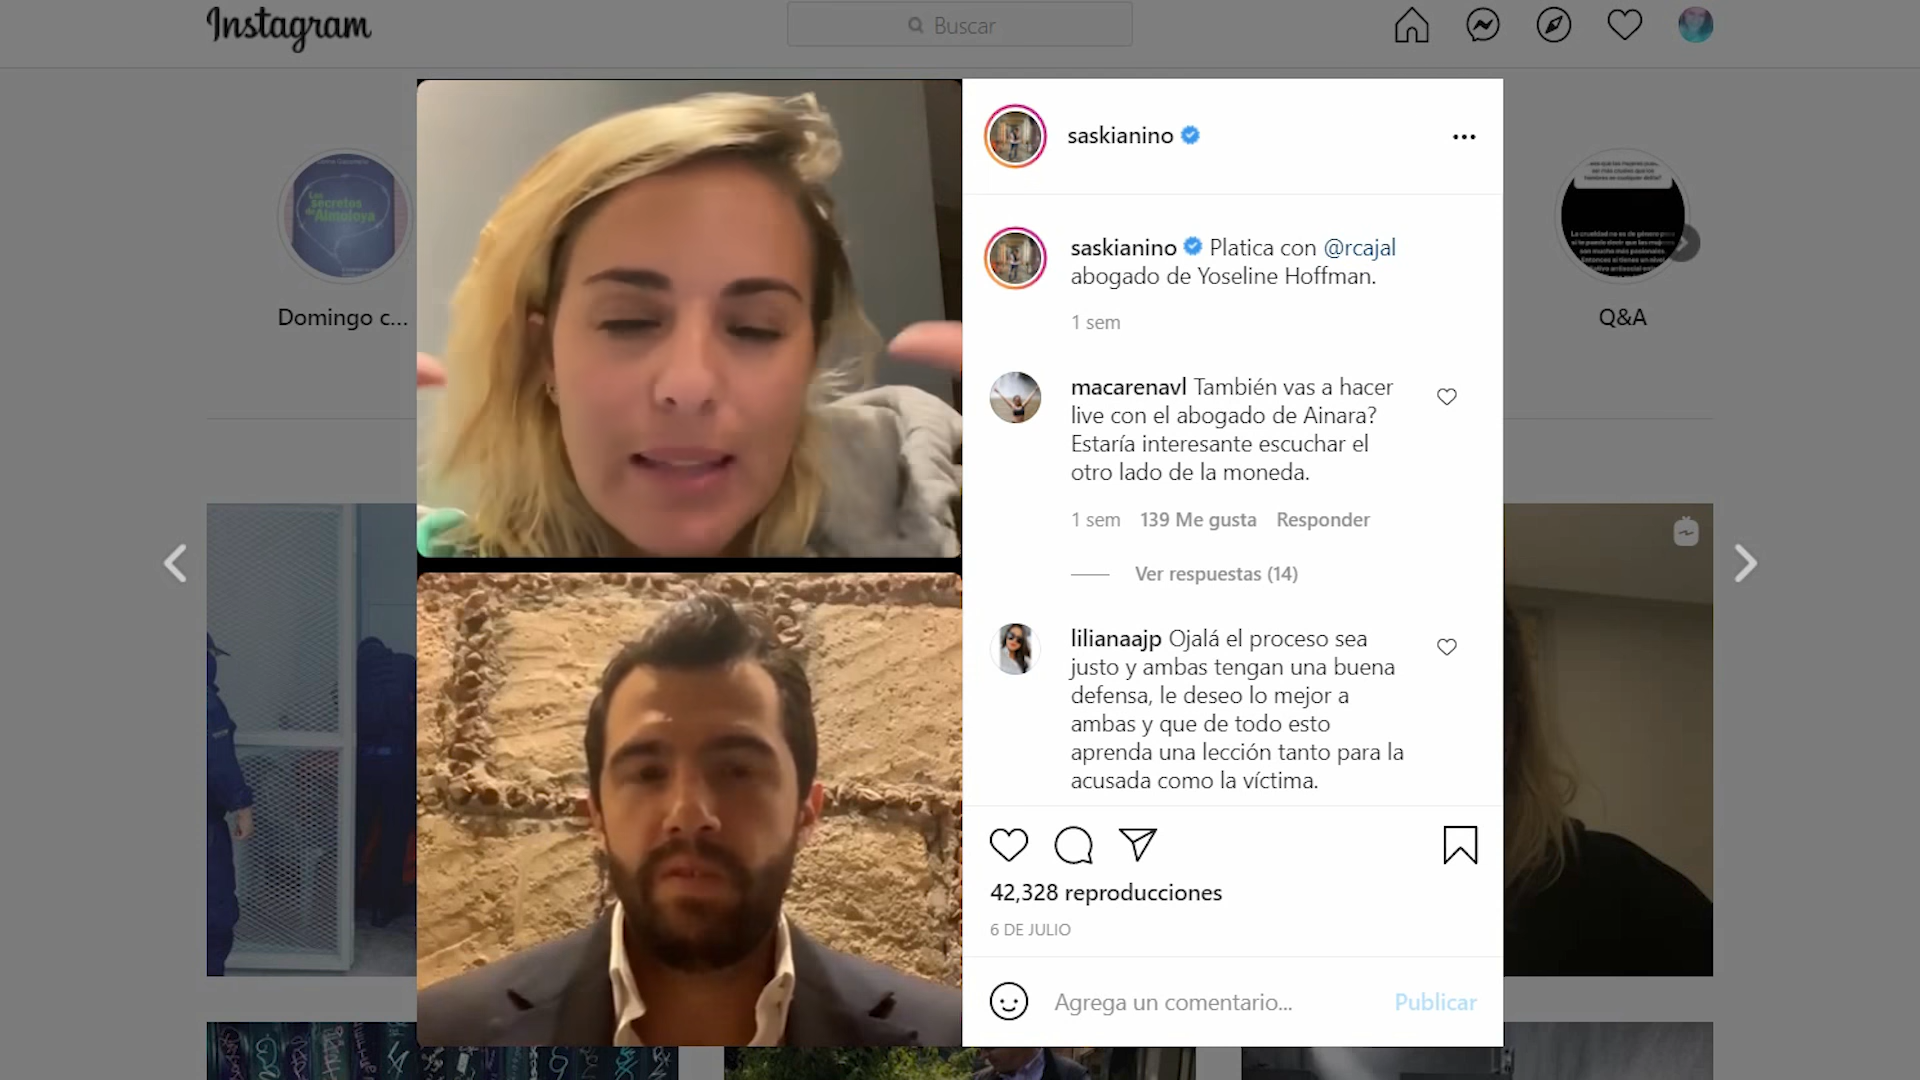 Instagram
Buscar
saskianino
Los
secretos
de Almoloya
Domingo c...
Q&A
saskianino Platica con @rcajal
abogado de Yoseline Hoffman.
1 sem
macarenavl También vas a hacer
live con el abogado de Ainara?
Estaría interesante escuchar el
otro lado de la moneda.
1 sem 139 Me gusta Responder
Ver respuestas (14)
lilianaajp Ojalá el proceso sea
justo y ambas tengan una buena
defensa, le deseo lo mejor a
ambas y que de todo esto
aprenda una lección tanto para la
acusada como la víctima.
42,328 reproducciones
6 DE JULIO
Agrega un comentario... Publicar